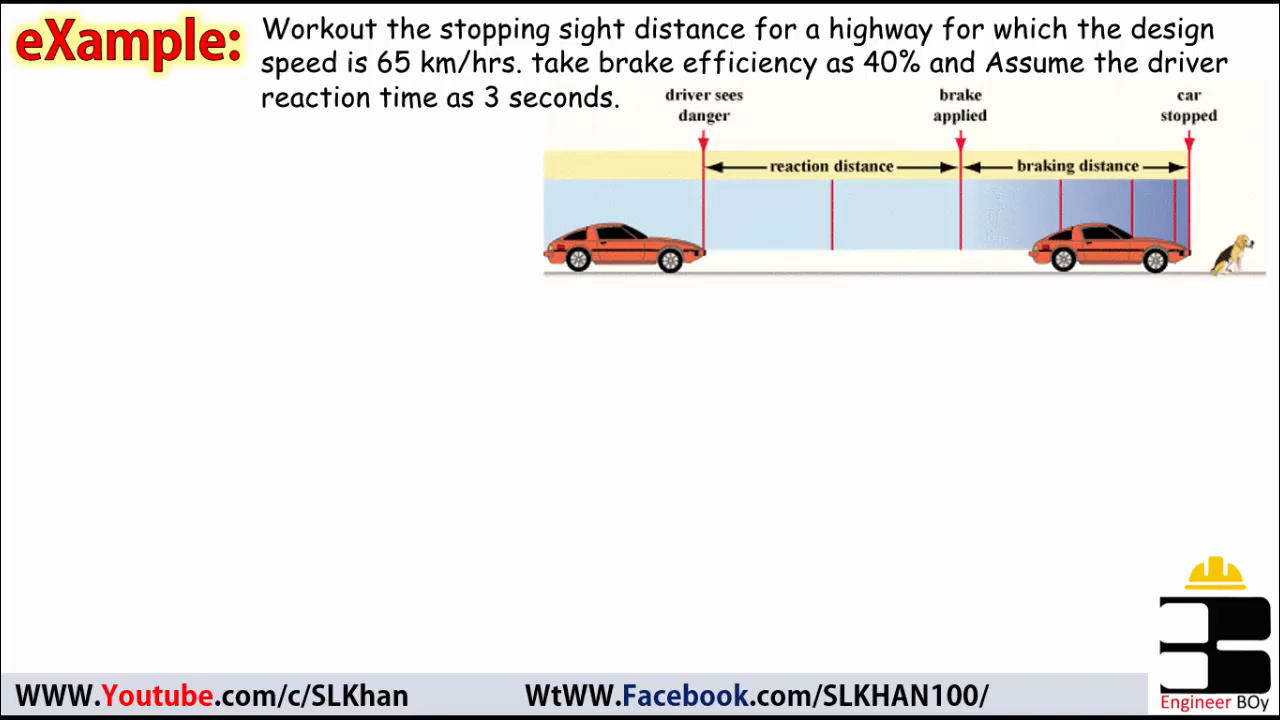 eXample:
Workout the stopping sight distance for a highway for which the design
speed is 65 km/hrs. take brake efficiency as 40% and Assume the driver
reaction time as 3 seconds.
driver sees
danger
brake
applied
car
stopped
reaction distance
braking distance
WWW.Youtube.com/c/SLKhan
WtWW.Facebook.com/SLKHAN100/
Engineer BOy